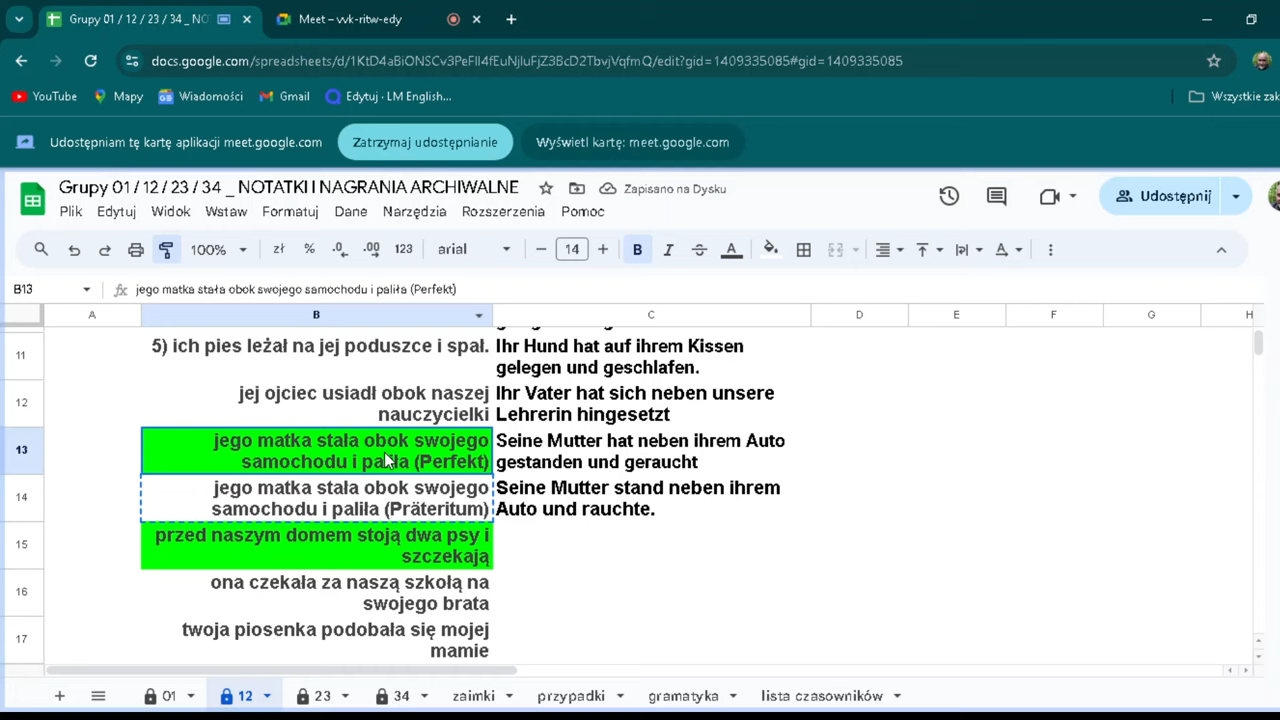 Grupy 01 / 12 / 23 / 34 _ NO
Meet – vvk-ritw-edy
docs.google.com/spreadsheets/d/1KtD4aBiONSCv3PeFlI4fEuNjluFjZ3BcD2TbvjVqfmQ/edit?gid=1409335085#gid=1409335085
YouTube Mapy Wiadomości Gmail Edytuj · LM English... Wszystkie zak
Udostępniam tę kartę aplikacji meet.google.com Zatrzymaj udostępnianie Wyświetl kartę: meet.google.com
Grupy 01 / 12 / 23 / 34 _ NOTATKI I NAGRANIA ARCHIWALNE Zapisano na Dysku
Udostępnij
Plik Edytuj Widok Wstaw Formatuj Dane Narzędzia Rozszerzenia Pomoc
100% zł % .0 .00 123 arial 14 B I A
B13 fx jego matka stała obok swojego samochodu i paliła (Perfekt)
A B C D E F G H
11 5) ich pies leżał na jej poduszce i spał. Ihr Hund hat auf ihrem Kissen
gelegen und geschlafen.
12 jej ojciec usiadł obok naszej Ihr Vater hat sich neben unsere
nauczycielki Lehrerin hingesetzt
13 jego matka stała obok swojego Seine Mutter hat neben ihrem Auto
samochodu i paliła (Perfekt) gestanden und geraucht
14 jego matka stała obok swojego Seine Mutter stand neben ihrem
samochodu i paliła (Präteritum) Auto und rauchte.
15 przed naszym domem stoją dwa psy i
szczekają
16 ona czekała za naszą szkołą na
swojego brata
17 twoja piosenka podobała się mojej
mamie
01 12 23 34 zaimki przypadki gramatyka lista czasowników